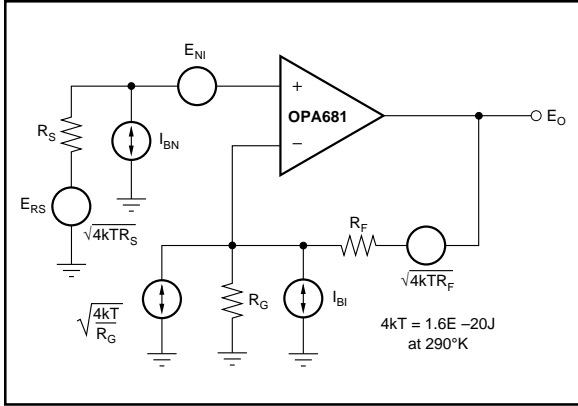 E_NI
+
OPA681
−
R_S
I_BN
E_O
E_RS
√4kTR_S
R_F
√4kTR_F
√4kT/R_G
R_G
I_BI
4kT = 1.6E –20J
at 290°K